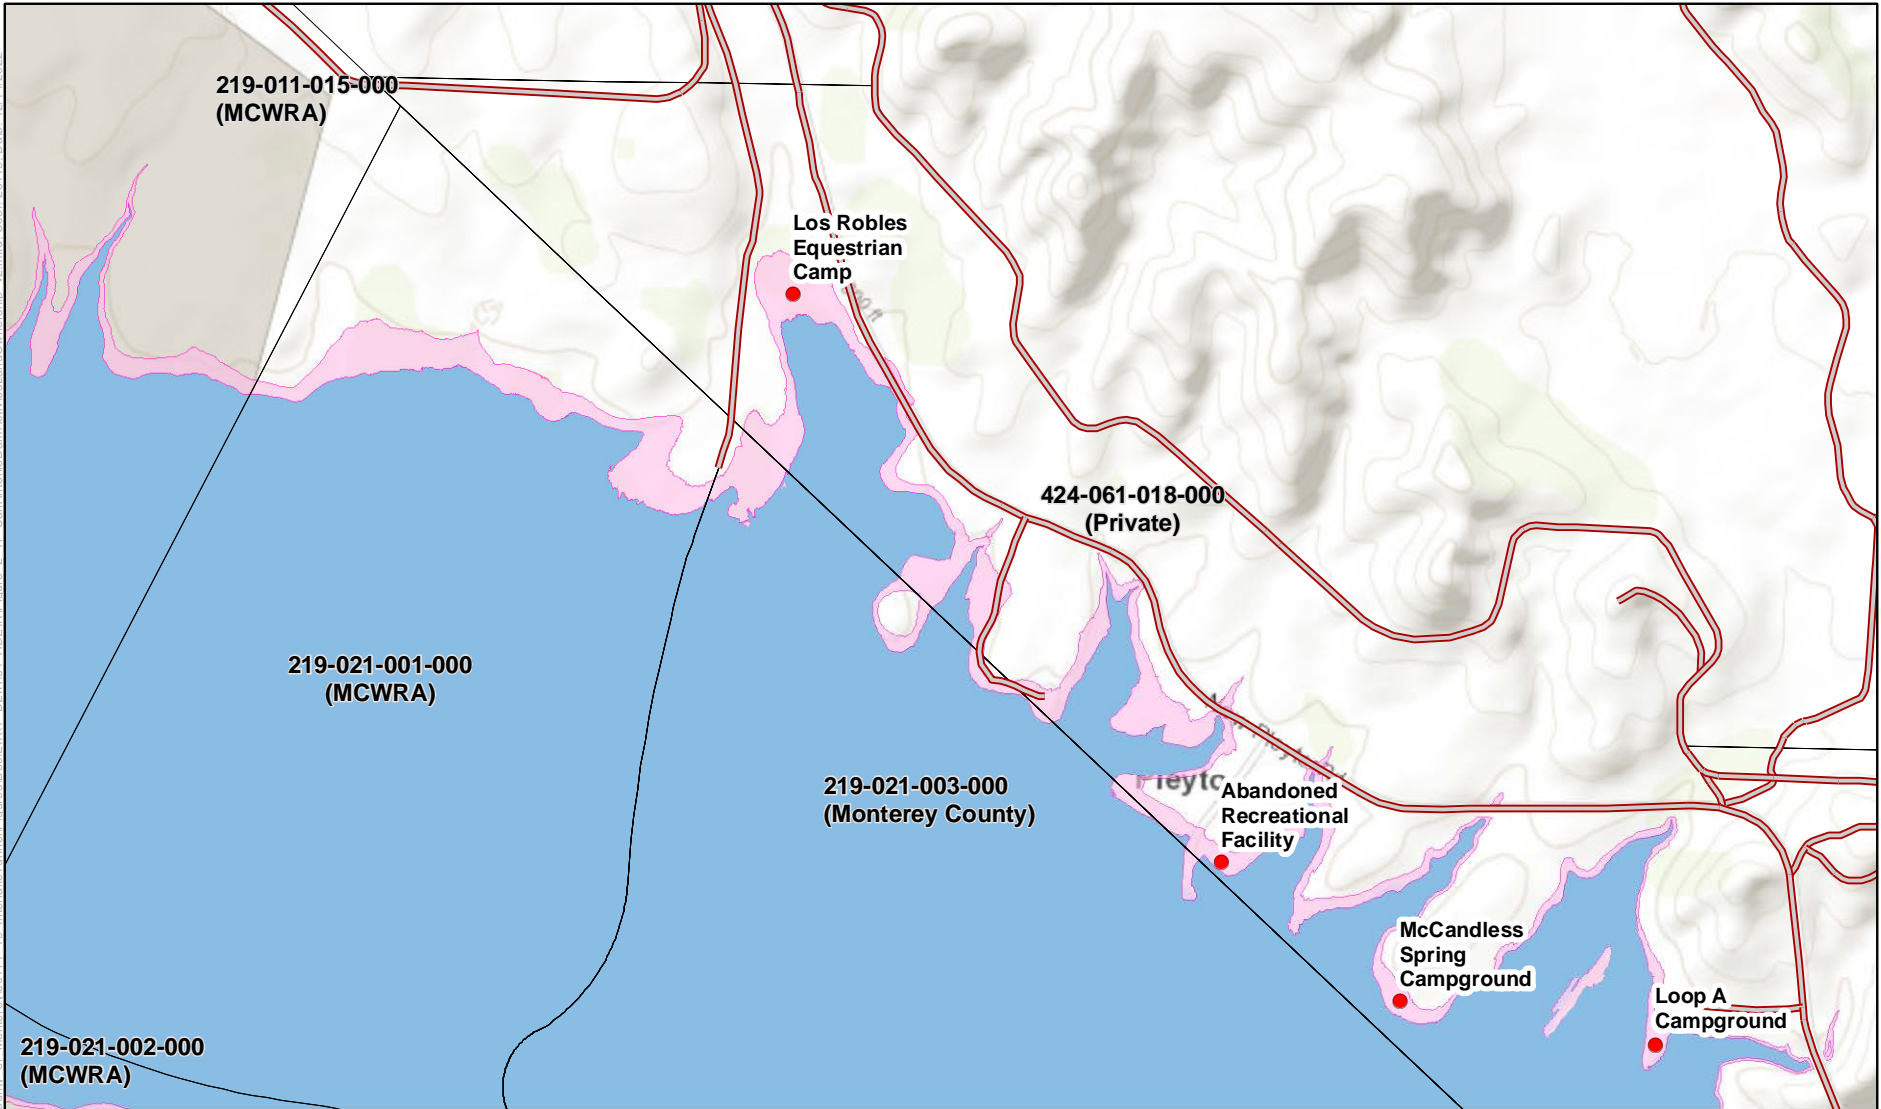 219-011-015-000
(MCWRA)
Los Robles
Equestrian
Camp
424-061-018-000
(Private)
219-021-001-000
(MCWRA)
219-021-003-000
(Monterey County)
Abandoned
Recreational
Facility
McCandless
Spring
Campground
Loop A
Campground
219-021-002-000
(MCWRA)